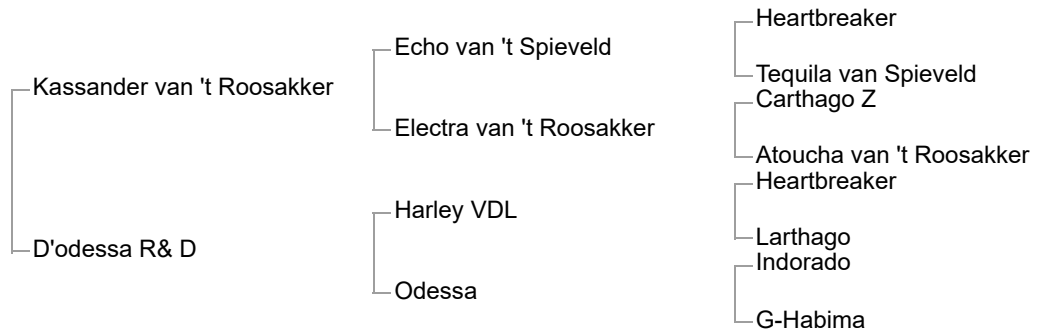 Heartbreaker
Echo van 't Spieveld
Tequila van Spieveld
Kassander van 't Roosakker
Carthago Z
Electra van 't Roosakker
Atoucha van 't Roosakker
Heartbreaker
Harley VDL
Larthago
D'odessa R& D
Indorado
Odessa
G-Habima